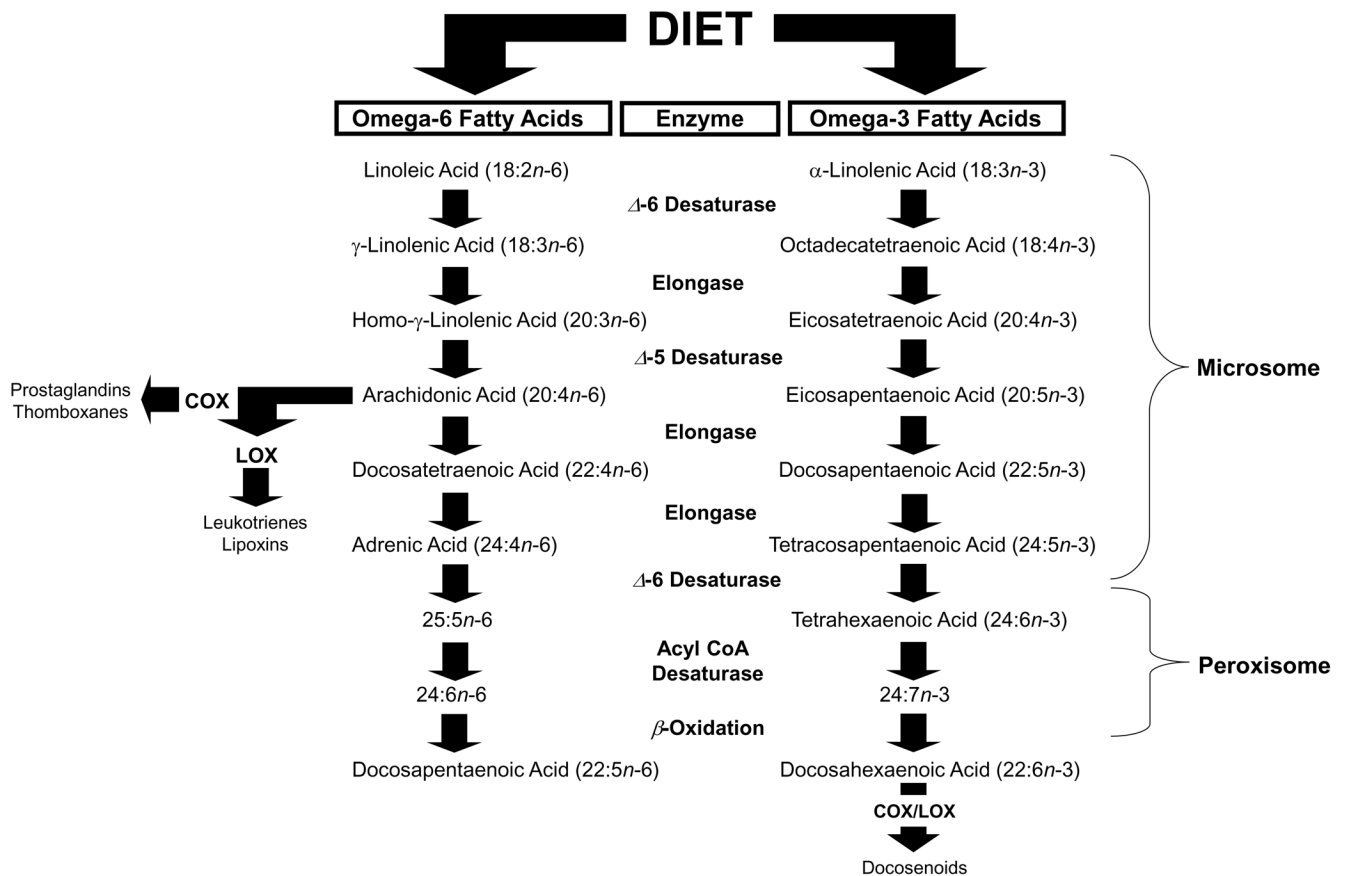 DIET
Omega-6 Fatty Acids
Enzyme
Omega-3 Fatty Acids
Linoleic Acid (18:2n-6)
α-Linolenic Acid (18:3n-3)
Δ-6 Desaturase
γ-Linolenic Acid (18:3n-6)
Octadecatetraenoic Acid (18:4n-3)
Elongase
Homo-γ-Linolenic Acid (20:3n-6)
Eicosatetraenoic Acid (20:4n-3)
Δ-5 Desaturase
Microsome
Prostaglandins
Thomboxanes
COX
Arachidonic Acid (20:4n-6)
Eicosapentaenoic Acid (20:5n-3)
Elongase
LOX
Docosatetraenoic Acid (22:4n-6)
Docosapentaenoic Acid (22:5n-3)
Elongase
Leukotrienes
Lipoxins
Adrenic Acid (24:4n-6)
Tetracosapentaenoic Acid (24:5n-3)
Δ-6 Desaturase
25:5n-6
Tetrahexaenoic Acid (24:6n-3)
Acyl CoA
Desaturase
Peroxisome
24:6n-6
24:7n-3
β-Oxidation
Docosapentaenoic Acid (22:5n-6)
Docosahexaenoic Acid (22:6n-3)
COX/LOX
Docosenoids